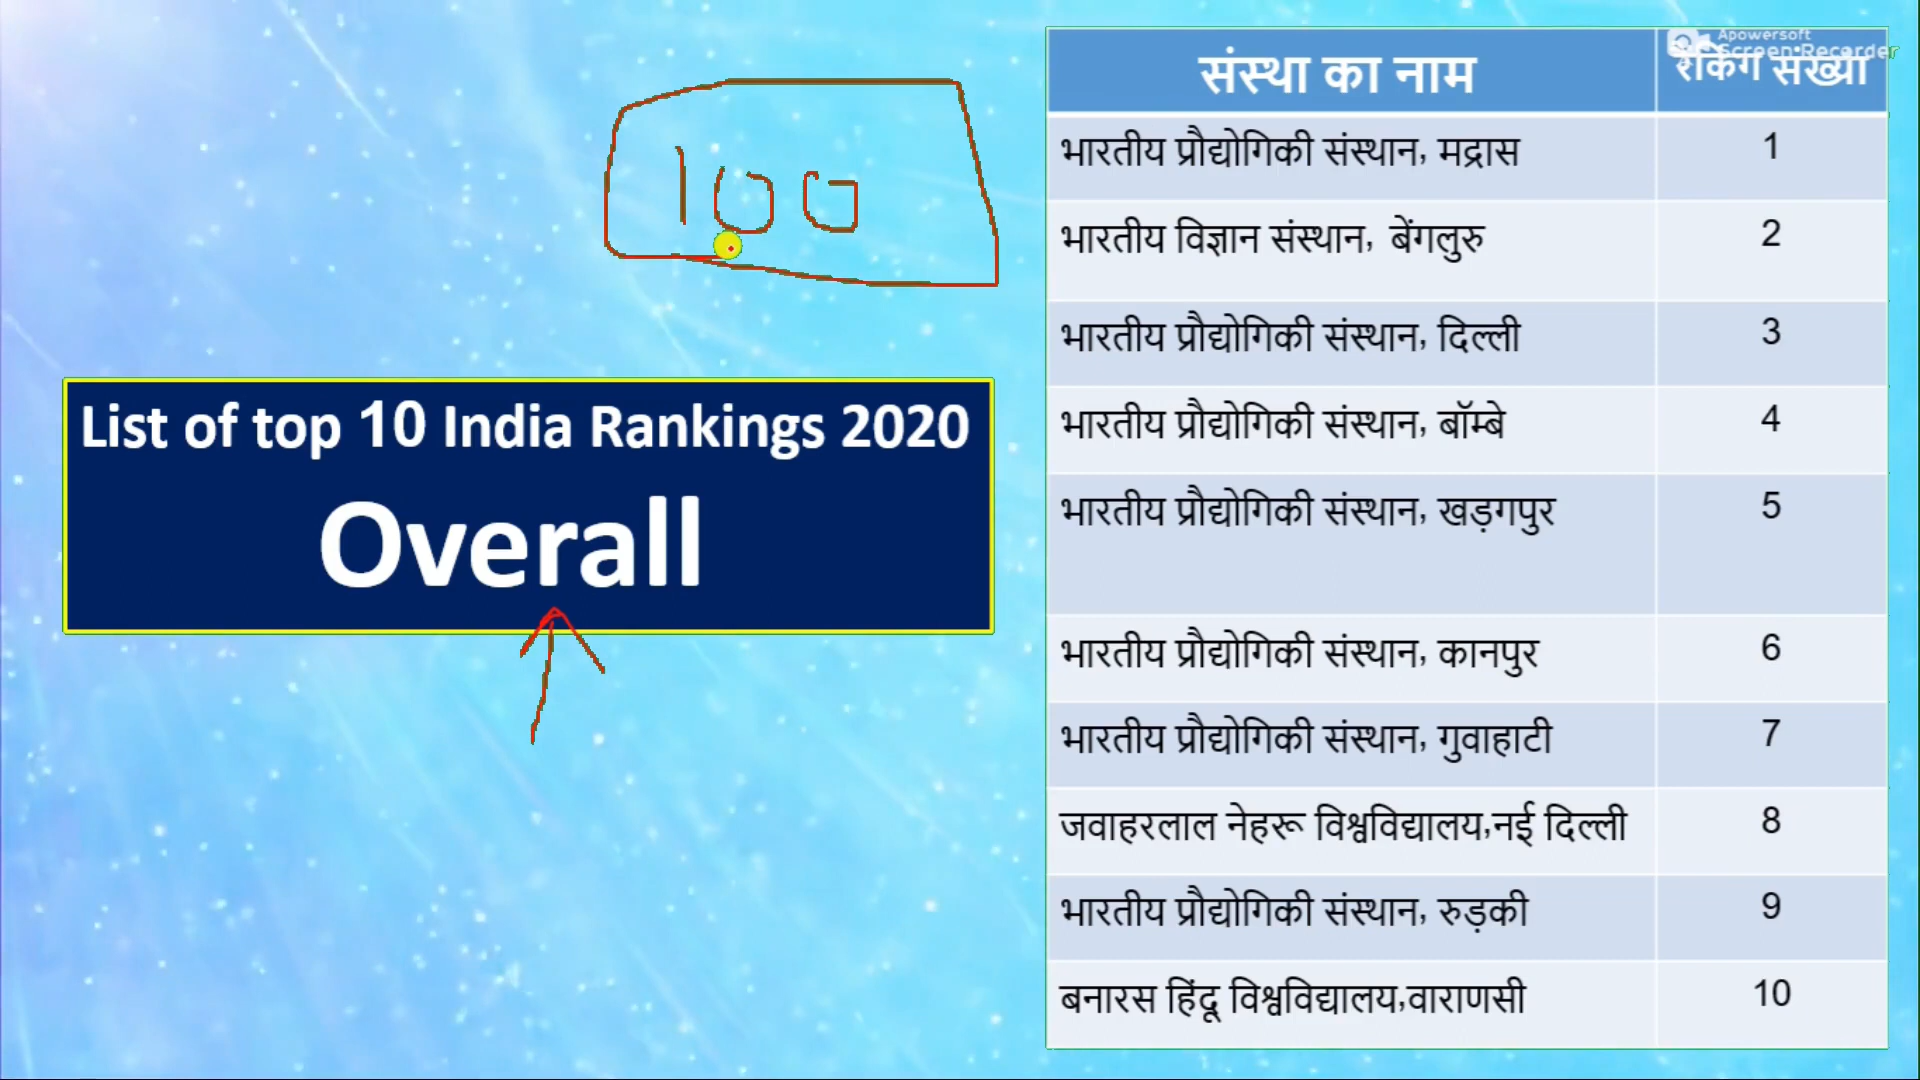 100
List of top 10 India Rankings 2020
Overall
Apowersoft
Screen Recorder
संस्था का नाम रैंकिंग संख्या
भारतीय प्रौद्योगिकी संस्थान, मद्रास 1
भारतीय विज्ञान संस्थान, बेंगलुरु 2
भारतीय प्रौद्योगिकी संस्थान, दिल्ली 3
भारतीय प्रौद्योगिकी संस्थान, बॉम्बे 4
भारतीय प्रौद्योगिकी संस्थान, खड़गपुर 5
भारतीय प्रौद्योगिकी संस्थान, कानपुर 6
भारतीय प्रौद्योगिकी संस्थान, गुवाहाटी 7
जवाहरलाल नेहरू विश्वविद्यालय,नई दिल्ली 8
भारतीय प्रौद्योगिकी संस्थान, रुड़की 9
बनारस हिंदू विश्वविद्यालय,वाराणसी 10